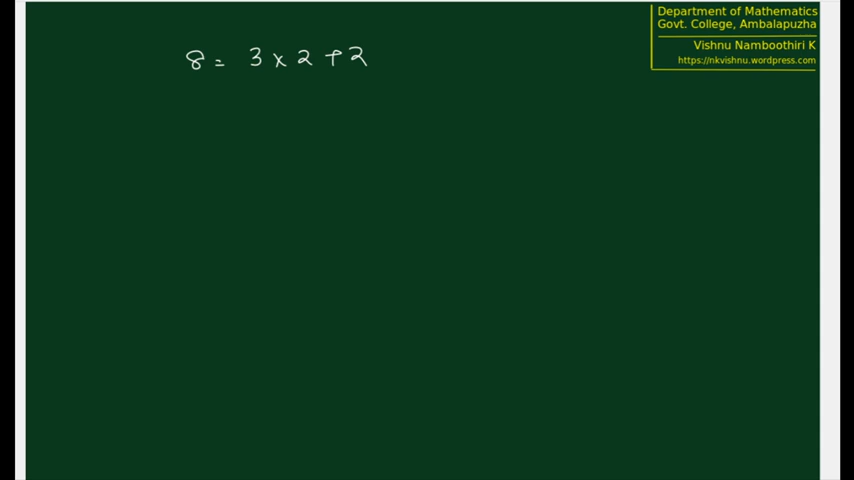 Department of Mathematics
Govt. College, Ambalapuzha
Vishnu Namboothiri K
https://nkvishnu.wordpress.com
8 = 3 × 2 + 2